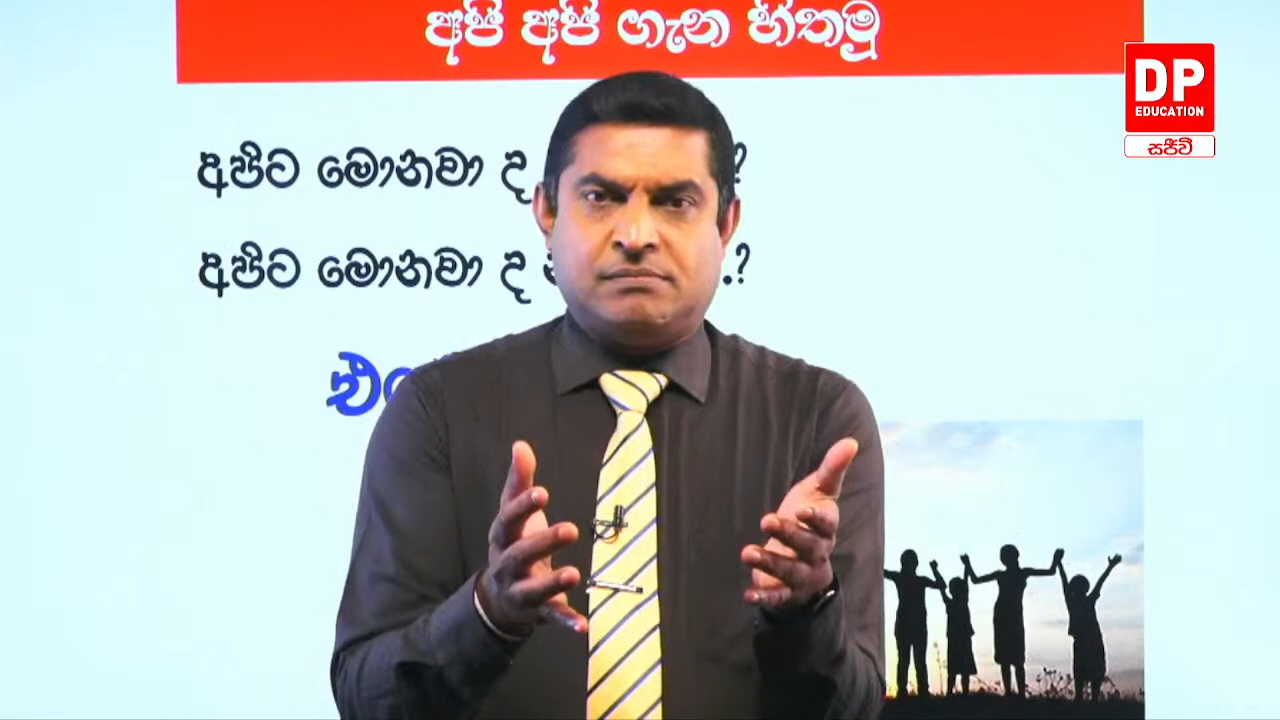 අපි අපි ගැන හිතමු
DP
EDUCATION
සජීවී
අපිට මොනවා ද ?
අපිට මොනවා ද .?